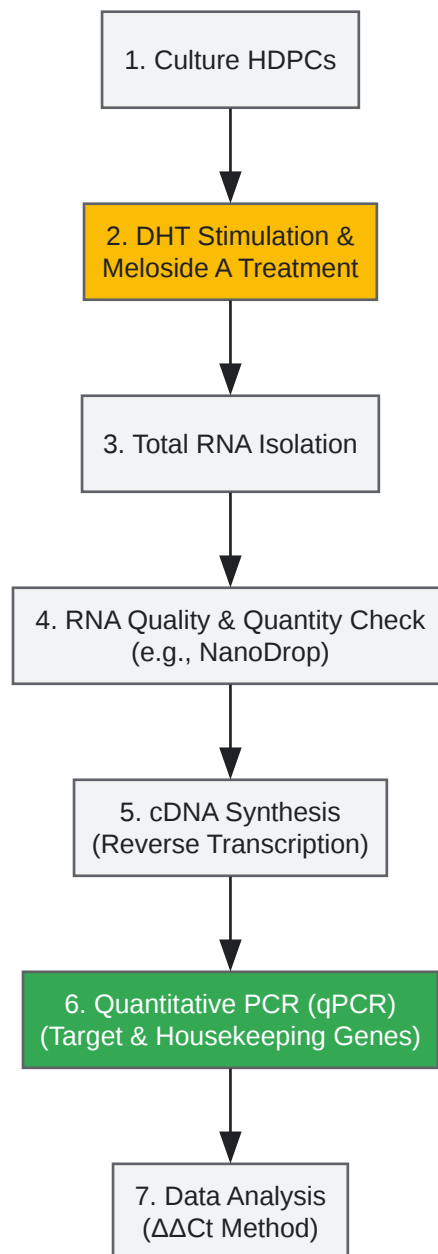 1. Culture HDPCs
2. DHT Stimulation &
Meloside A Treatment
3. Total RNA Isolation
4. RNA Quality & Quantity Check
(e.g., NanoDrop)
5. cDNA Synthesis
(Reverse Transcription)
6. Quantitative PCR (qPCR)
(Target & Housekeeping Genes)
7. Data Analysis
(ΔΔCt Method)